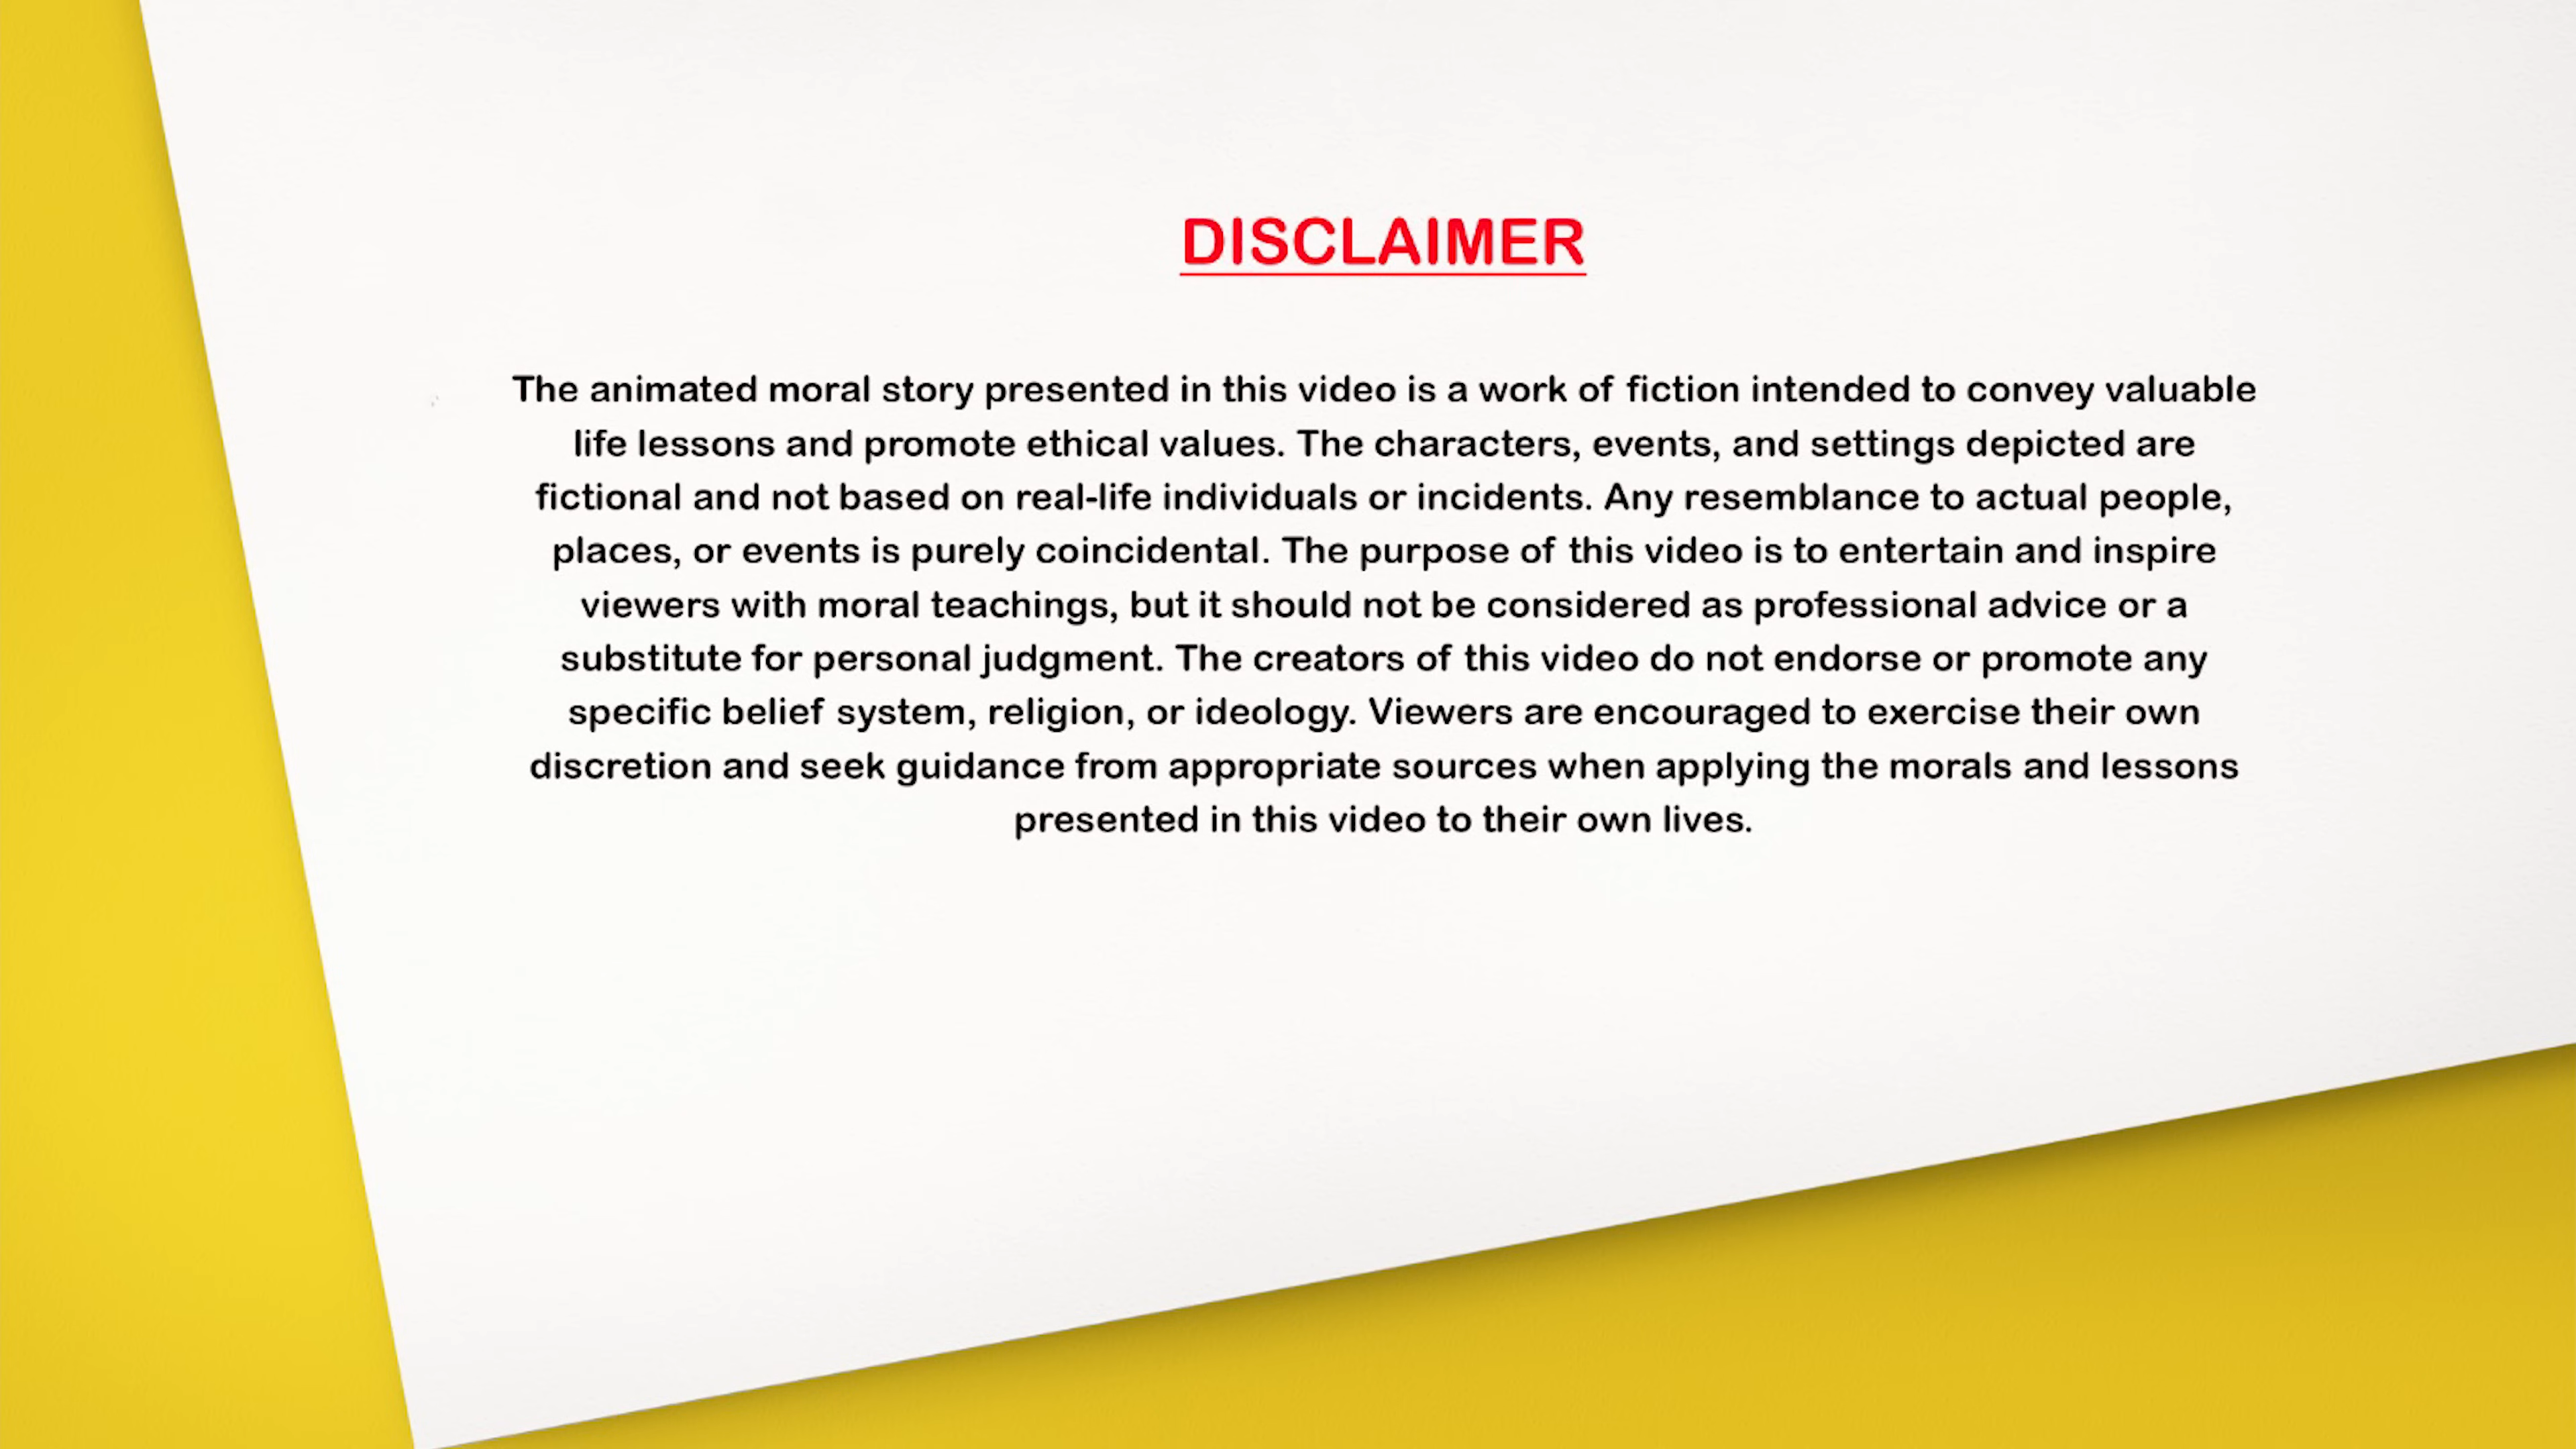 DISCLAIMER
The animated moral story presented in this video is a work of fiction intended to convey valuable
life lessons and promote ethical values. The characters, events, and settings depicted are
fictional and not based on real-life individuals or incidents. Any resemblance to actual people,
places, or events is purely coincidental. The purpose of this video is to entertain and inspire
viewers with moral teachings, but it should not be considered as professional advice or a
substitute for personal judgment. The creators of this video do not endorse or promote any
specific belief system, religion, or ideology. Viewers are encouraged to exercise their own
discretion and seek guidance from appropriate sources when applying the morals and lessons
presented in this video to their own lives.